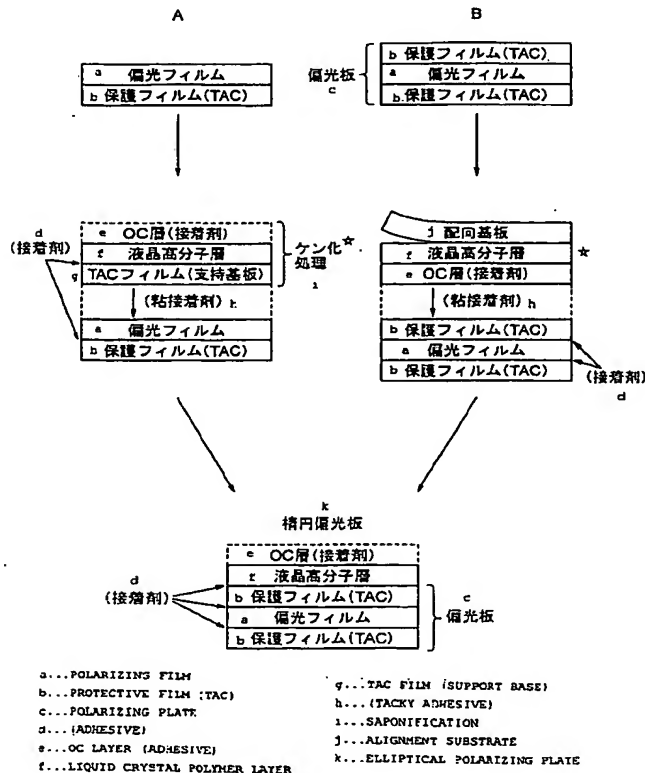 A
B
a 偏光フィルム
b 保護フィルム(TAC)
偏光板
c
b 保護フィルム(TAC)
a 偏光フィルム
b. 保護フィルム(TAC)
d
(接着剤)
e OC層(接着剤)
f 液晶高分子層
g TACフィルム(支持基板)
ケン化☆
処理
i
(粘接着剤) h
a 偏光フィルム
b 保護フィルム(TAC)
j 配向基板
f 液晶高分子層
☆
e OC層(接着剤)
(粘接着剤) h
b 保護フィルム(TAC)
a 偏光フィルム
b 保護フィルム(TAC)
(接着剤)
d
k
楕円偏光板
e OC層(接着剤)
f 液晶高分子層
d
(接着剤)
b 保護フィルム(TAC)
a 偏光フィルム
b 保護フィルム(TAC)
c
偏光板
a...POLARIZING FILM
b...PROTECTIVE FILM (TAC)
c...POLARIZING PLATE
d...(ADHESIVE)
e...OC LAYER (ADHESIVE)
f...LIQUID CRYSTAL POLYMER LAYER
g...TAC FILM (SUPPORT BASE)
h...(TACKY ADHESIVE)
i...SAPONIFICATION
j...ALIGNMENT SUBSTRATE
k...ELLIPTICAL POLARIZING PLATE